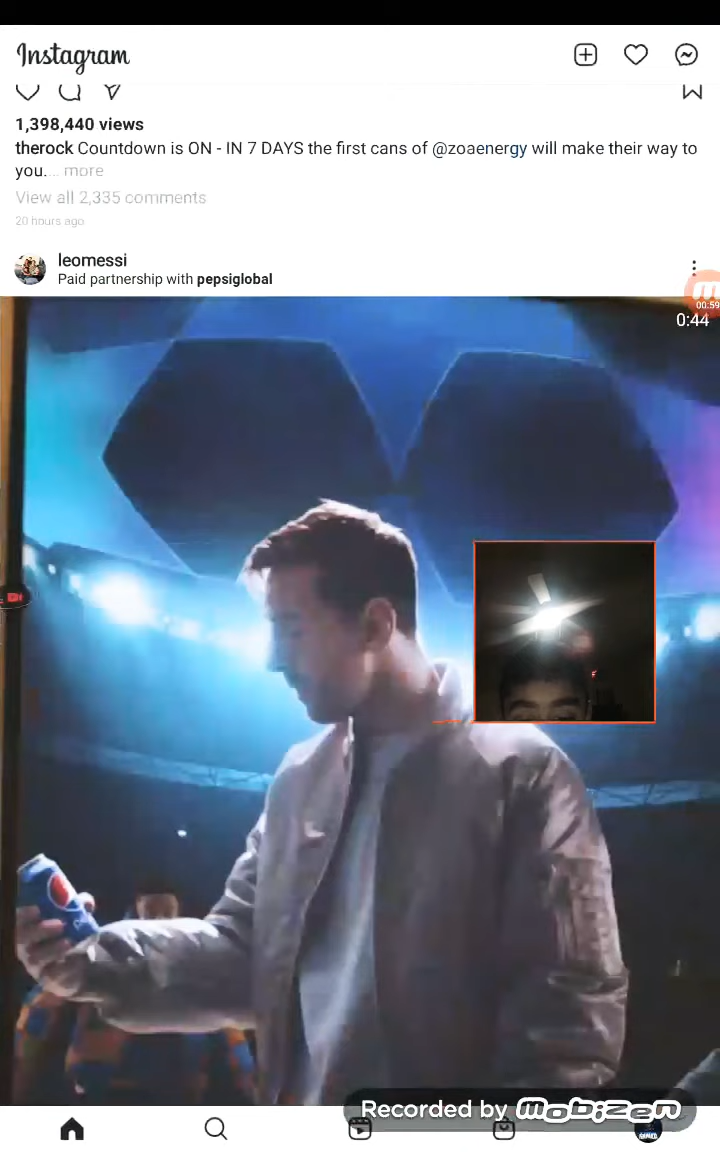 Instagram
1,398,440 views
therock Countdown is ON - IN 7 DAYS the first cans of @zoaenergy will make their way to
you... more
View all 2,335 comments
20 hours ago
leomessi
Paid partnership with pepsiglobal
00:59
0:44
Recorded by mobizen